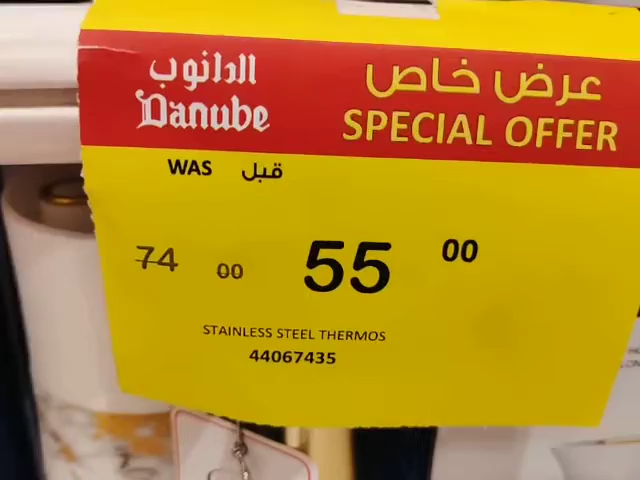 الدانوب
Danube
عرض خاص
SPECIAL OFFER
WAS قبل
74 00 55 00
STAINLESS STEEL THERMOS
44067435